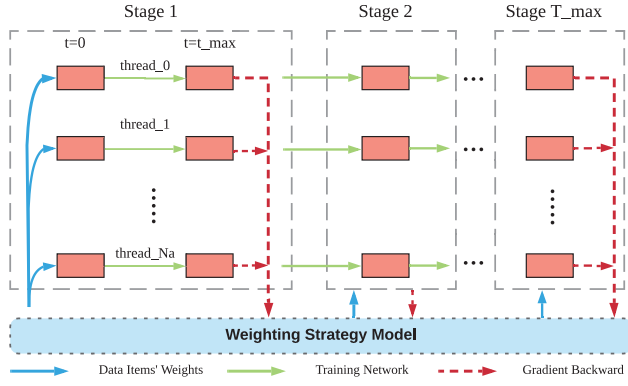 Stage 1
Stage 2
Stage T_max
t=0
t=t_max
thread_0
thread_1
thread_Na
Weighting Strategy Model
Data Items' Weights
Training Network
Gradient Backward